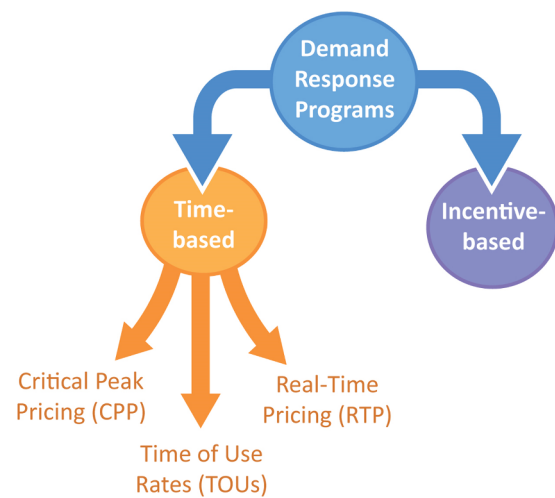 Demand
Response
Programs
Time-
based
Incentive-
based
Critical Peak
Pricing (CPP)
Real-Time
Pricing (RTP)
Time of Use
Rates (TOUs)